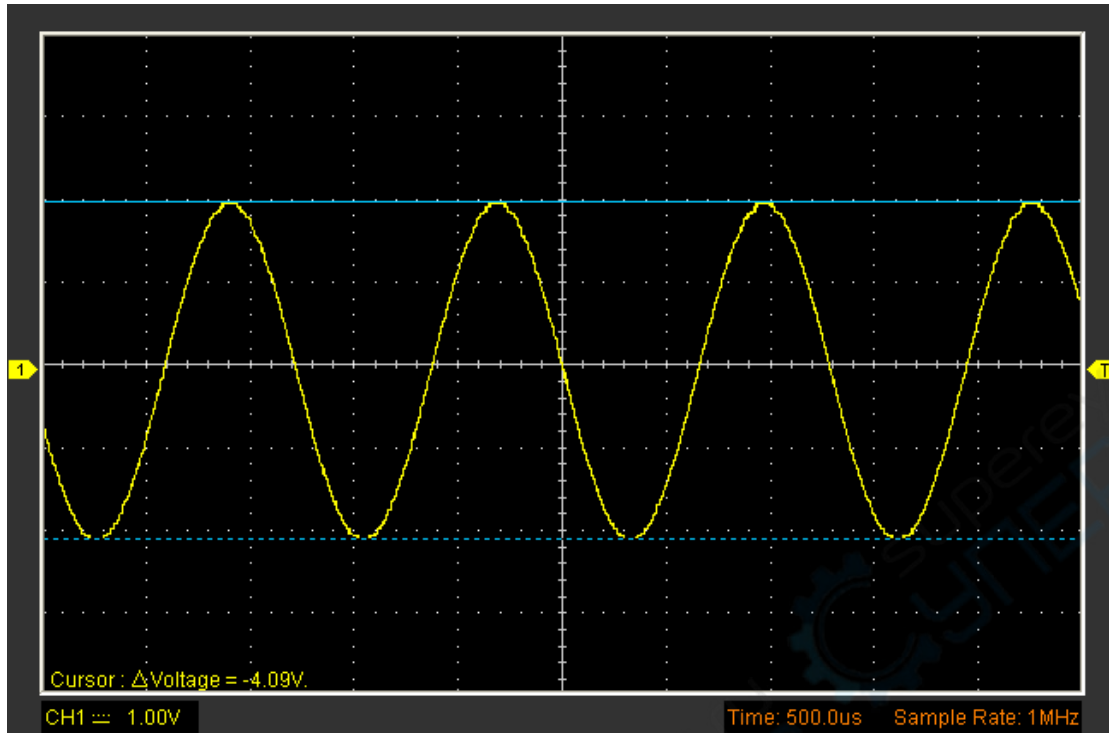 1
T
Cursor : △Voltage = -4.09V.
CH1 1.00V
Time: 500.0us Sample Rate: 1MHz